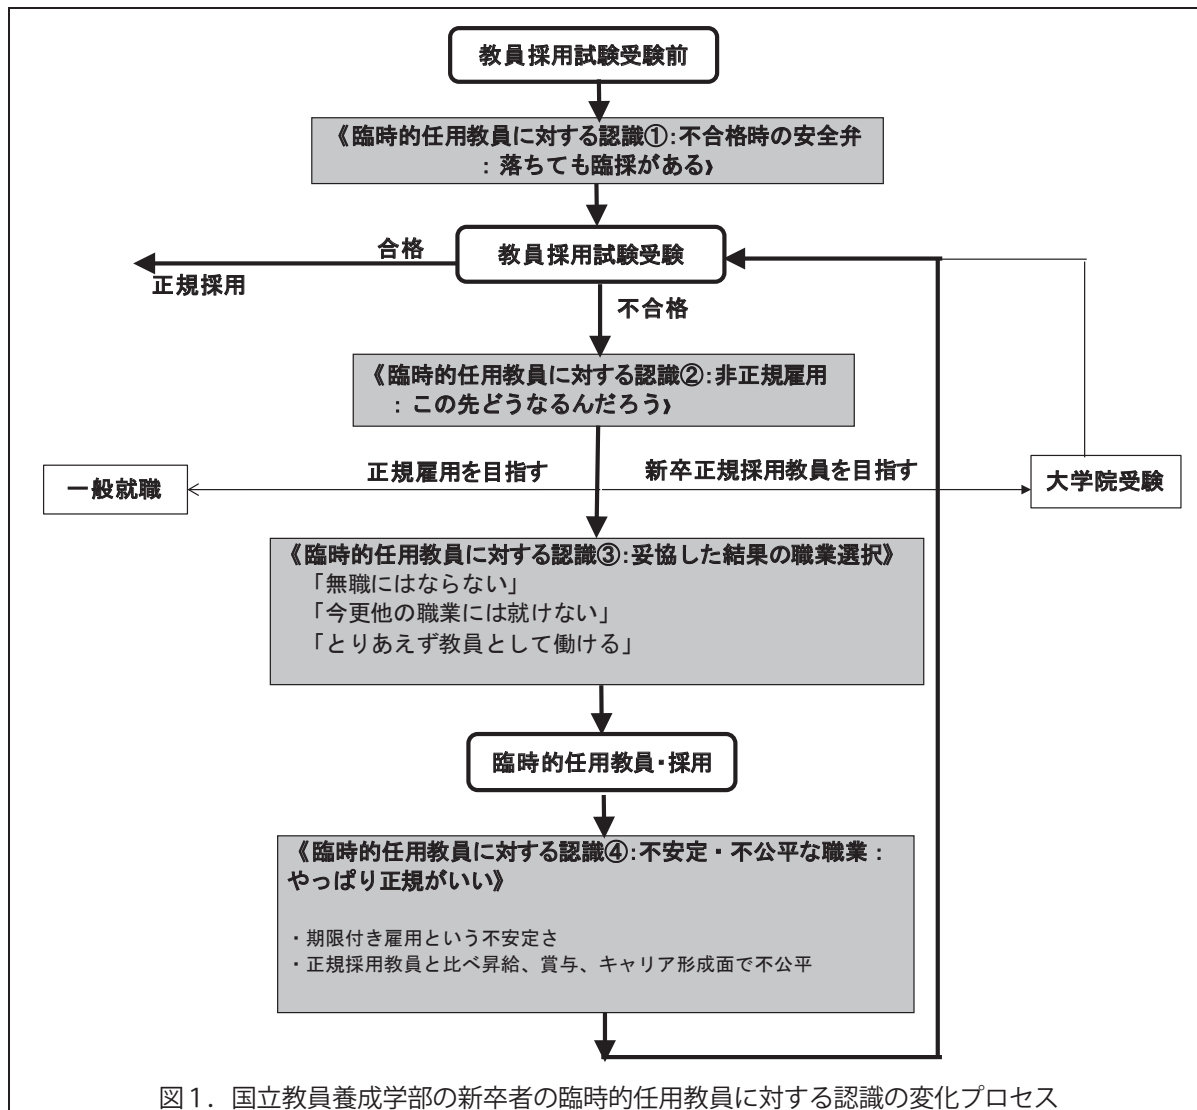 教員採用試験受験前
《臨時的任用教員に対する認識①:不合格時の安全弁
:落ちても臨採がある》
合格
教員採用試験受験
正規採用
不合格
《臨時的任用教員に対する認識②:非正規雇用
:この先どうなるんだろう》
正規雇用を目指す
新卒正規採用教員を目指す
一般就職
大学院受験
《臨時的任用教員に対する認識③:妥協した結果の職業選択》
「無職にはならない」
「今更他の職業には就けない」
「とりあえず教員として働ける」
臨時的任用教員・採用
《臨時的任用教員に対する認識④:不安定・不公平な職業:
やっぱり正規がいい》
・期限付き雇用という不安定さ
・正規採用教員と比べ昇給、賞与、キャリア形成面で不公平
図1．国立教員養成学部の新卒者の臨時的任用教員に対する認識の変化プロセス